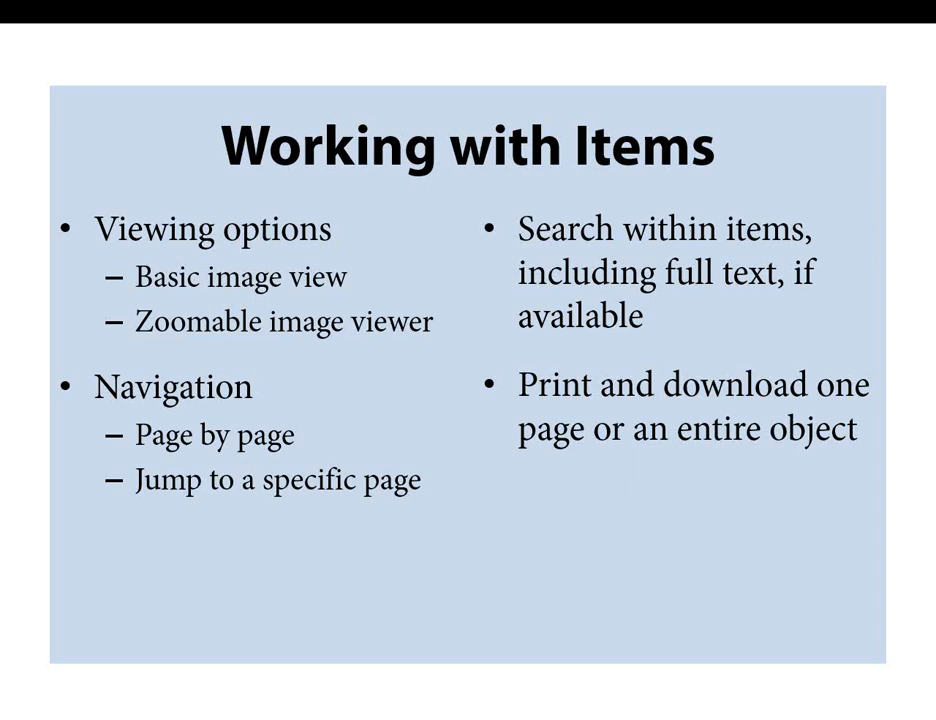 Working with Items
• Viewing options
– Basic image view
– Zoomable image viewer
• Navigation
– Page by page
– Jump to a specific page
• Search within items,
including full text, if
available
• Print and download one
page or an entire object